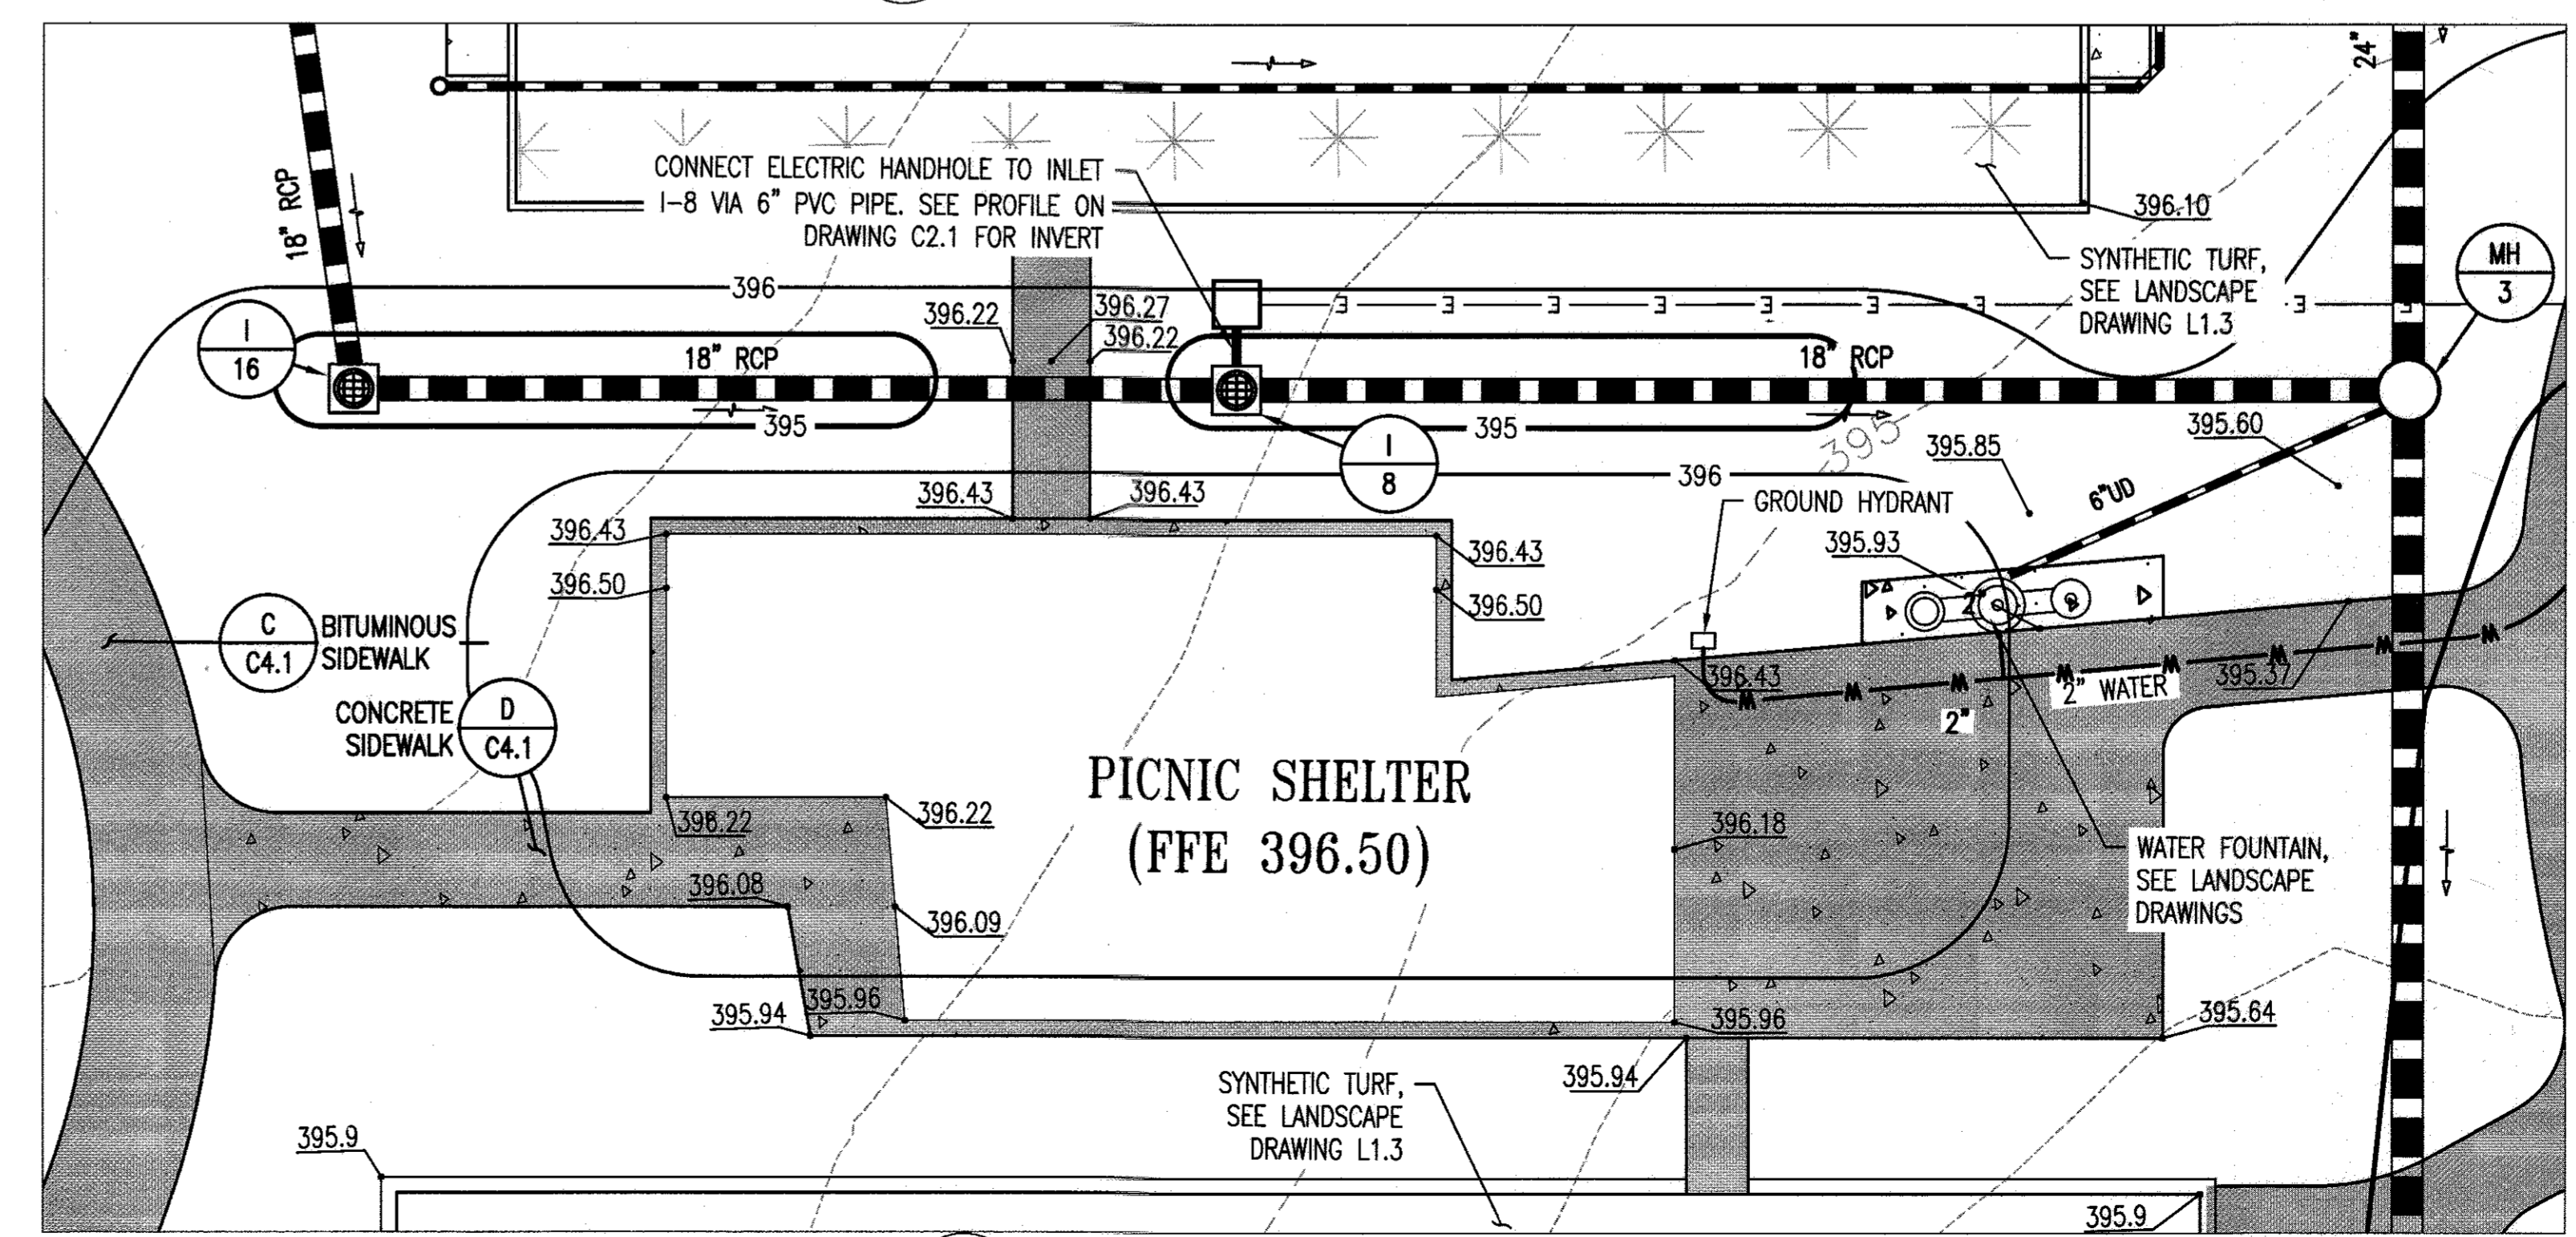 24"
18" RCP
CONNECT ELECTRIC HANDHOLE TO INLET
I-8 VIA 6" PVC PIPE. SEE PROFILE ON
DRAWING C2.1 FOR INVERT
396.10
SYNTHETIC TURF,
SEE LANDSCAPE
DRAWING L1.3
MH
3
396
396.22
396.27
396.22
E E E E E E E E E
I
16
18" RCP
18" RCP
395
395
I
8
395
395.60
395.85
396
6"UD
396.43
396.43
GROUND HYDRANT
396.43
396.43
395.93
396.50
396.50
2"
C
C4.1
BITUMINOUS
SIDEWALK
396.43
W W W W W W W W
2" WATER
395.37
2"
CONCRETE
SIDEWALK
D
C4.1
PICNIC SHELTER
(FFE 396.50)
396.22
396.22
396.18
WATER FOUNTAIN,
SEE LANDSCAPE
DRAWINGS
396.08
396.09
395.94
395.96
395.96
395.64
395.94
SYNTHETIC TURF,
SEE LANDSCAPE
DRAWING L1.3
395.9
395.9